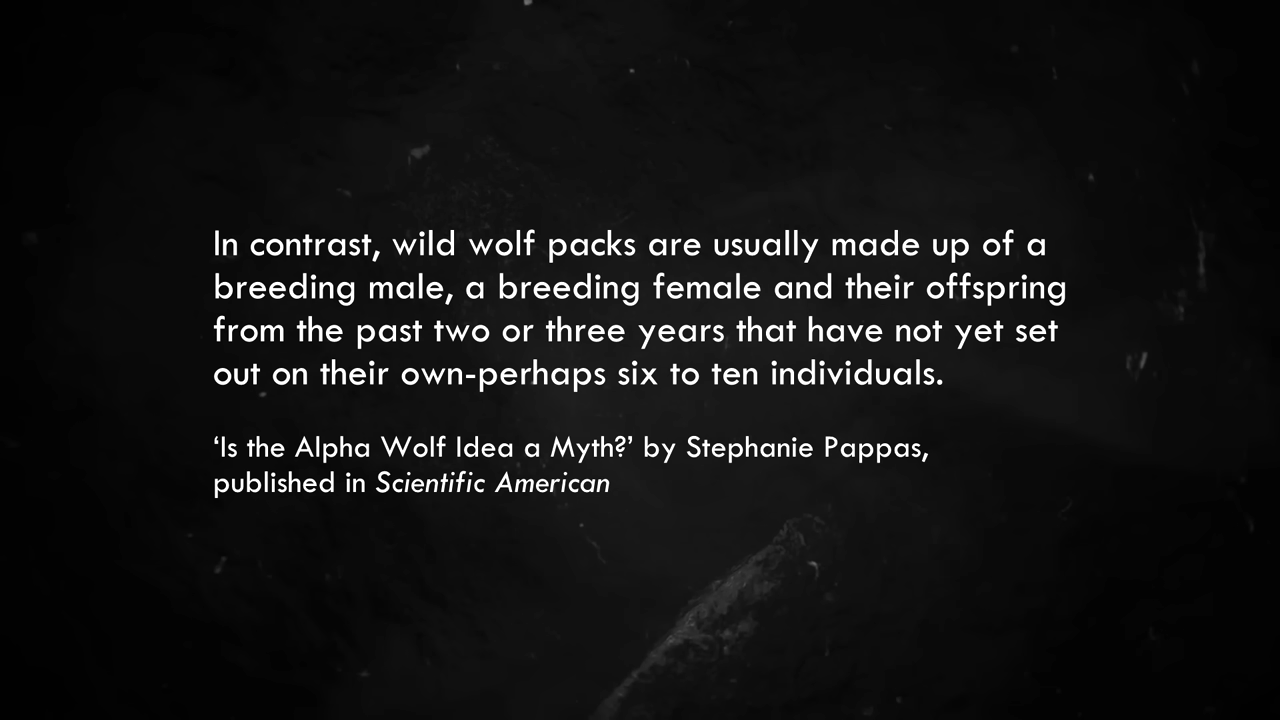 In contrast, wild wolf packs are usually made up of a
breeding male, a breeding female and their offspring
from the past two or three years that have not yet set
out on their own-perhaps six to ten individuals.
‘Is the Alpha Wolf Idea a Myth?’ by Stephanie Pappas,
published in Scientific American